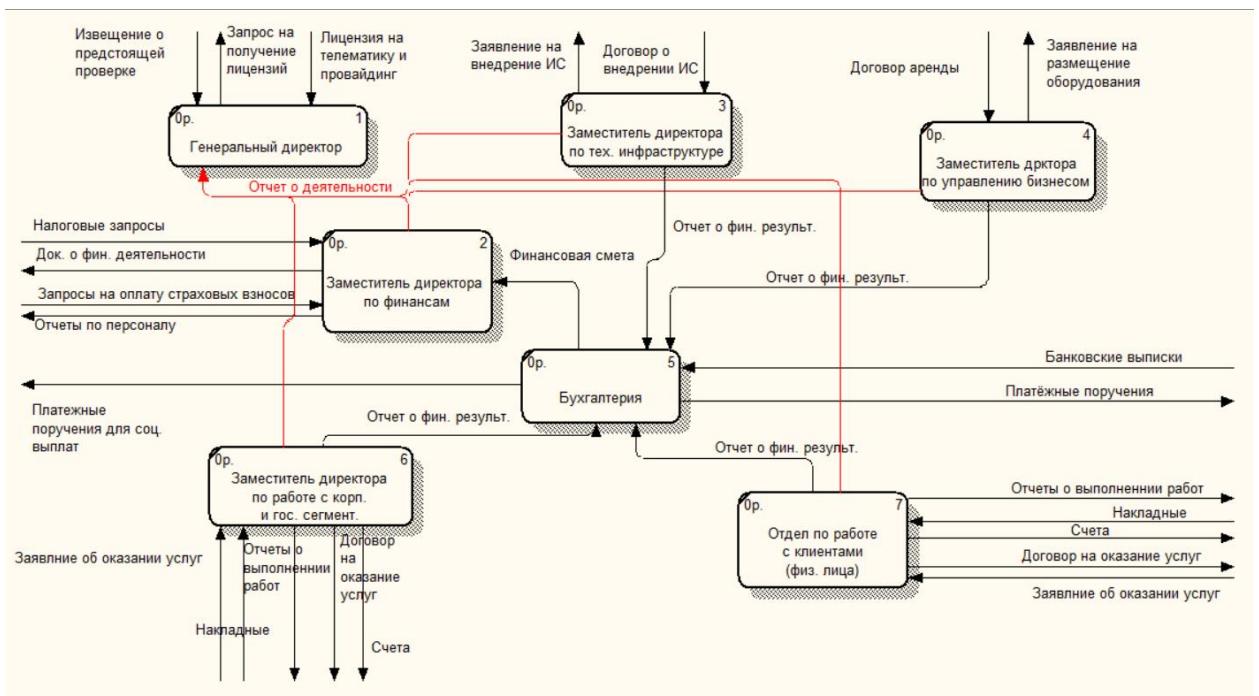 Извещение о
предстоящей
проверке
Запрос на
получение
лицензий
Лицензия на
телематику и
провайдинг
Заявление на
внедрение ИС
Договор о
внедрении ИС
Договор аренды
Заявление на
размещение
оборудования
0р. 1
Генеральный директор
0р. 3
Заместитель директора
по тех. инфраструктуре
0р. 4
Заместитель дрктора
по управлению бизнесом
Отчет о деятельности
Налоговые запросы
Док. о фин. деятельности
Запросы на оплату страховых взносов
Отчеты по персоналу
0р. 2
Заместитель директора
по финансам
Финансовая смета
Отчет о фин. результ.
Отчет о фин. результ.
0р. 5
Бухгалтерия
Банковские выписки
Платёжные поручения
Платежные
поручения для соц.
выплат
Отчет о фин. результ.
Отчет о фин. результ.
0р. 6
Заместитель директора
по работе с корп.
и гос. сегмент.
0р. 7
Отдел по работе
с клиентами
(физ. лица)
Отчеты о выполненнии работ
Накладные
Счета
Договор на оказание услуг
Заявлние об оказании услуг
Заявлние об оказании услуг
Отчеты о
выполненнии
работ
Договор
на
оказание
услуг
Накладные
Счета